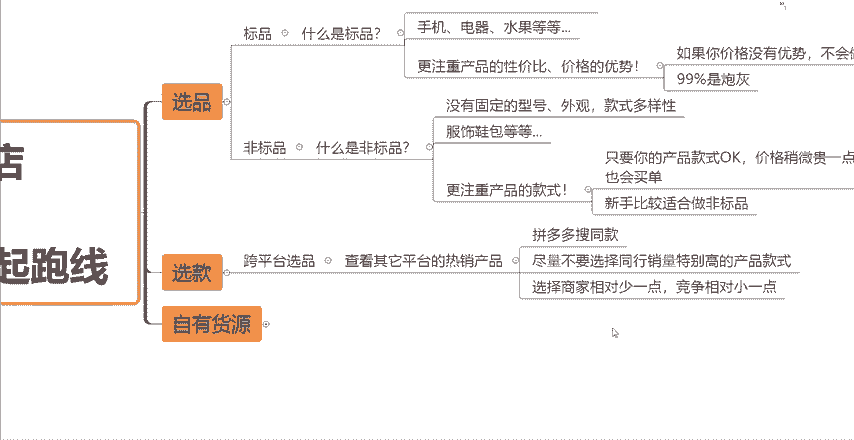 店
起跑线
选品
标品
什么是标品？
手机、电器、水果等等...
更注重产品的性价比、价格的优势！
如果你价格没有优势，不会
99%是炮灰
非标品
什么是非标品？
没有固定的型号、外观，款式多样性
服饰鞋包等等...
更注重产品的款式！
只要你的产品款式OK，价格稍微贵一点
也会买单
新手比较适合做非标品
选款
跨平台选品
查看其它平台的热销产品
拼多多搜同款
尽量不要选择同行销量特别高的产品款式
选择商家相对少一点，竞争相对小一点
自有货源